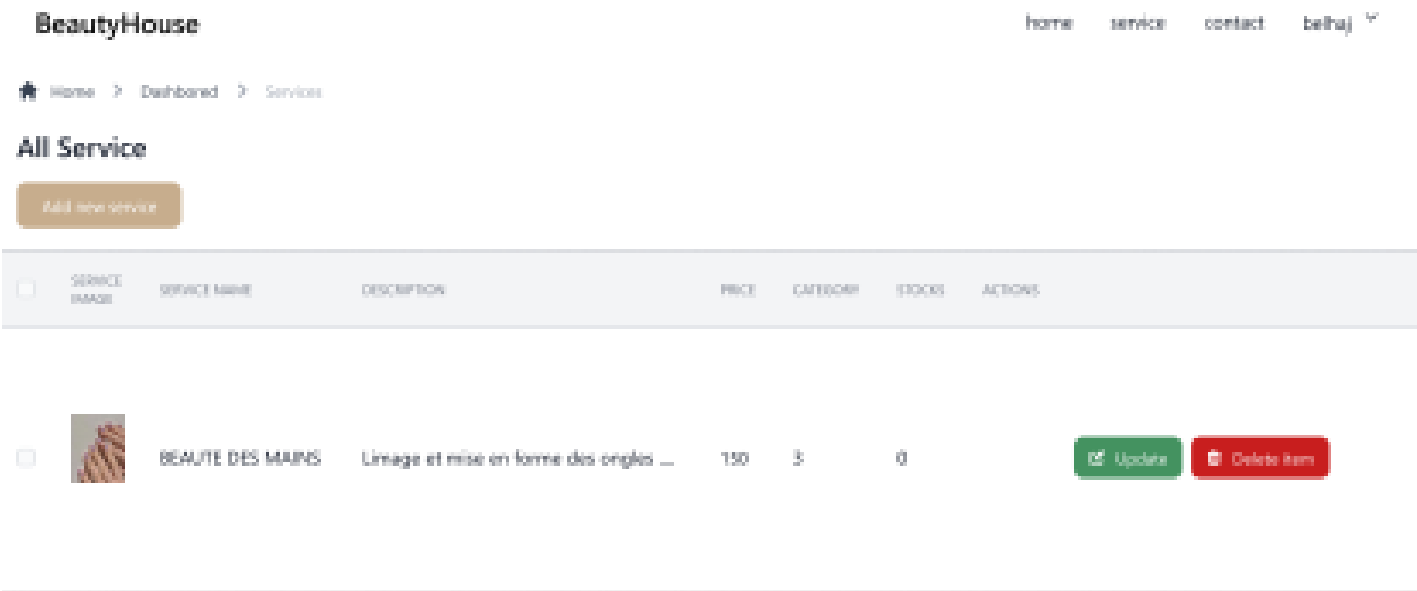 BeautyHouse home service contact belhaj
Home > Dashbored > Services
All Service
Add new service
SERVICE
IMAGE
SERVICE NAME DESCRIPTION PRICE CATEGORY STOCKS ACTIONS
BEAUTE DES MAINS Limage et mise en forme des ongles ... 150 3 0 Update Delete item